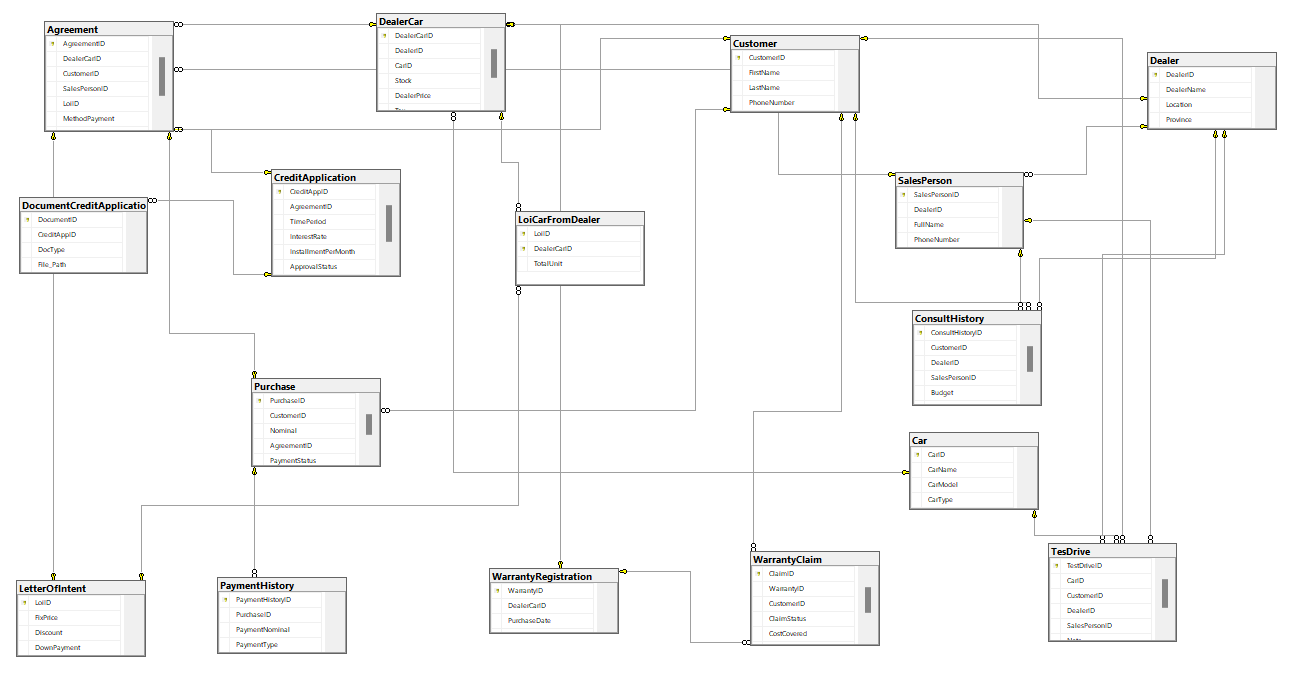 Agreement
AgreementID
DealerCarID
CustomerID
SalesPersonID
LoiID
MethodPayment
DealerCar
DealerCarID
DealerID
CarID
Stock
DealerPrice
Customer
CustomerID
FirstName
LastName
PhoneNumber
Dealer
DealerID
DealerName
Location
Province
CreditApplication
CreditAppID
AgreementID
TimePeriod
InterestRate
InstallmentPerMonth
ApprovalStatus
SalesPerson
SalesPersonID
DealerID
FullName
PhoneNumber
DocumentCreditApplicatio
DocumentID
CreditAppID
DocType
File_Path
LoiCarFromDealer
LoiID
DealerCarID
TotalUnit
ConsultHistory
ConsultHistoryID
CustomerID
DealerID
SalesPersonID
Budget
Purchase
PurchaseID
CustomerID
Nominal
AgreementID
PaymentStatus
Car
CarID
CarName
CarModel
CarType
TesDrive
TestDriveID
CarID
CustomerID
DealerID
SalesPersonID
WarrantyClaim
ClaimID
WarrantyID
CustomerID
ClaimStatus
CostCovered
WarrantyRegistration
WarrantyID
DealerCarID
PurchaseDate
PaymentHistory
PaymentHistoryID
PurchaseID
PaymentNominal
PaymentType
LetterOfIntent
LoiID
FixPrice
Discount
DownPayment